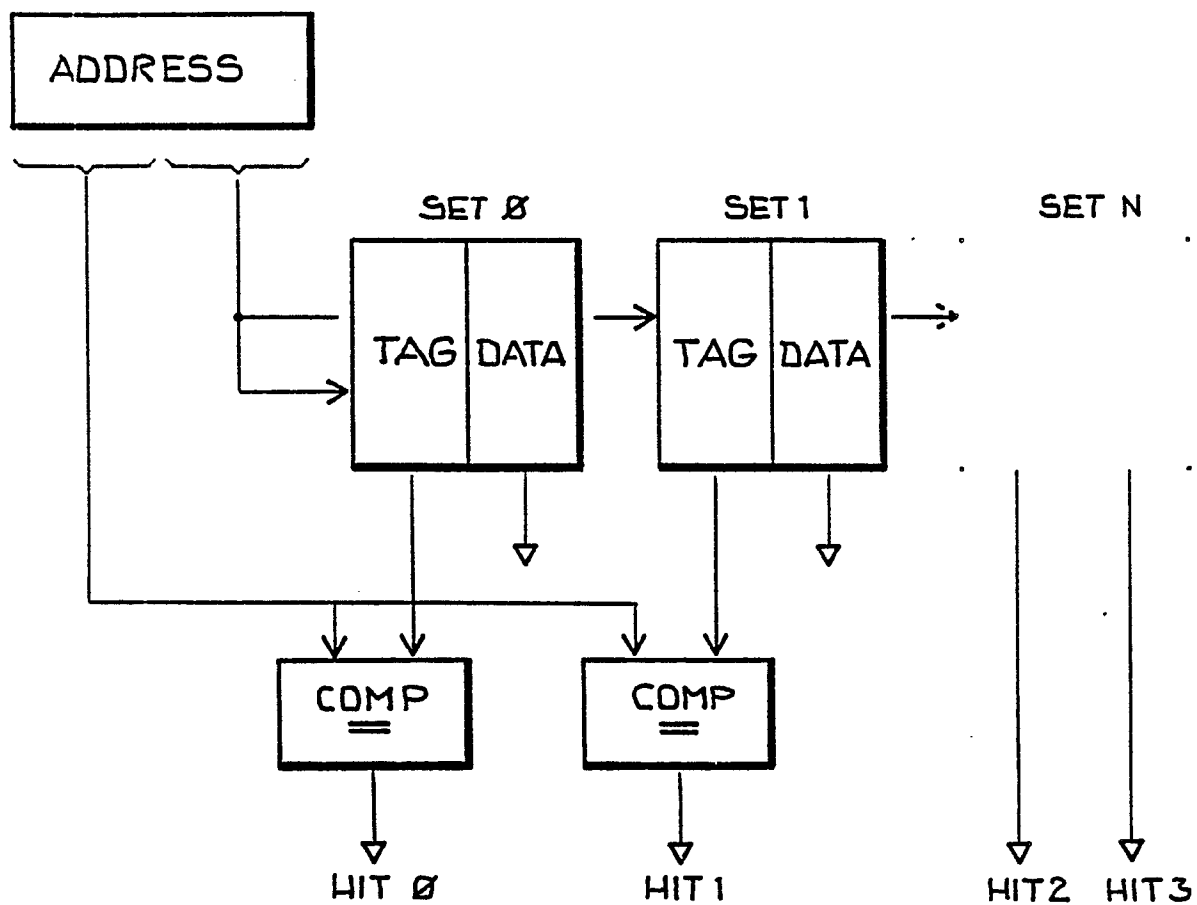 ADDRESS
SET Ø SET 1 SET N
TAG DATA TAG DATA
COMP COMP
= =
HIT Ø HIT 1 HIT2 HIT3